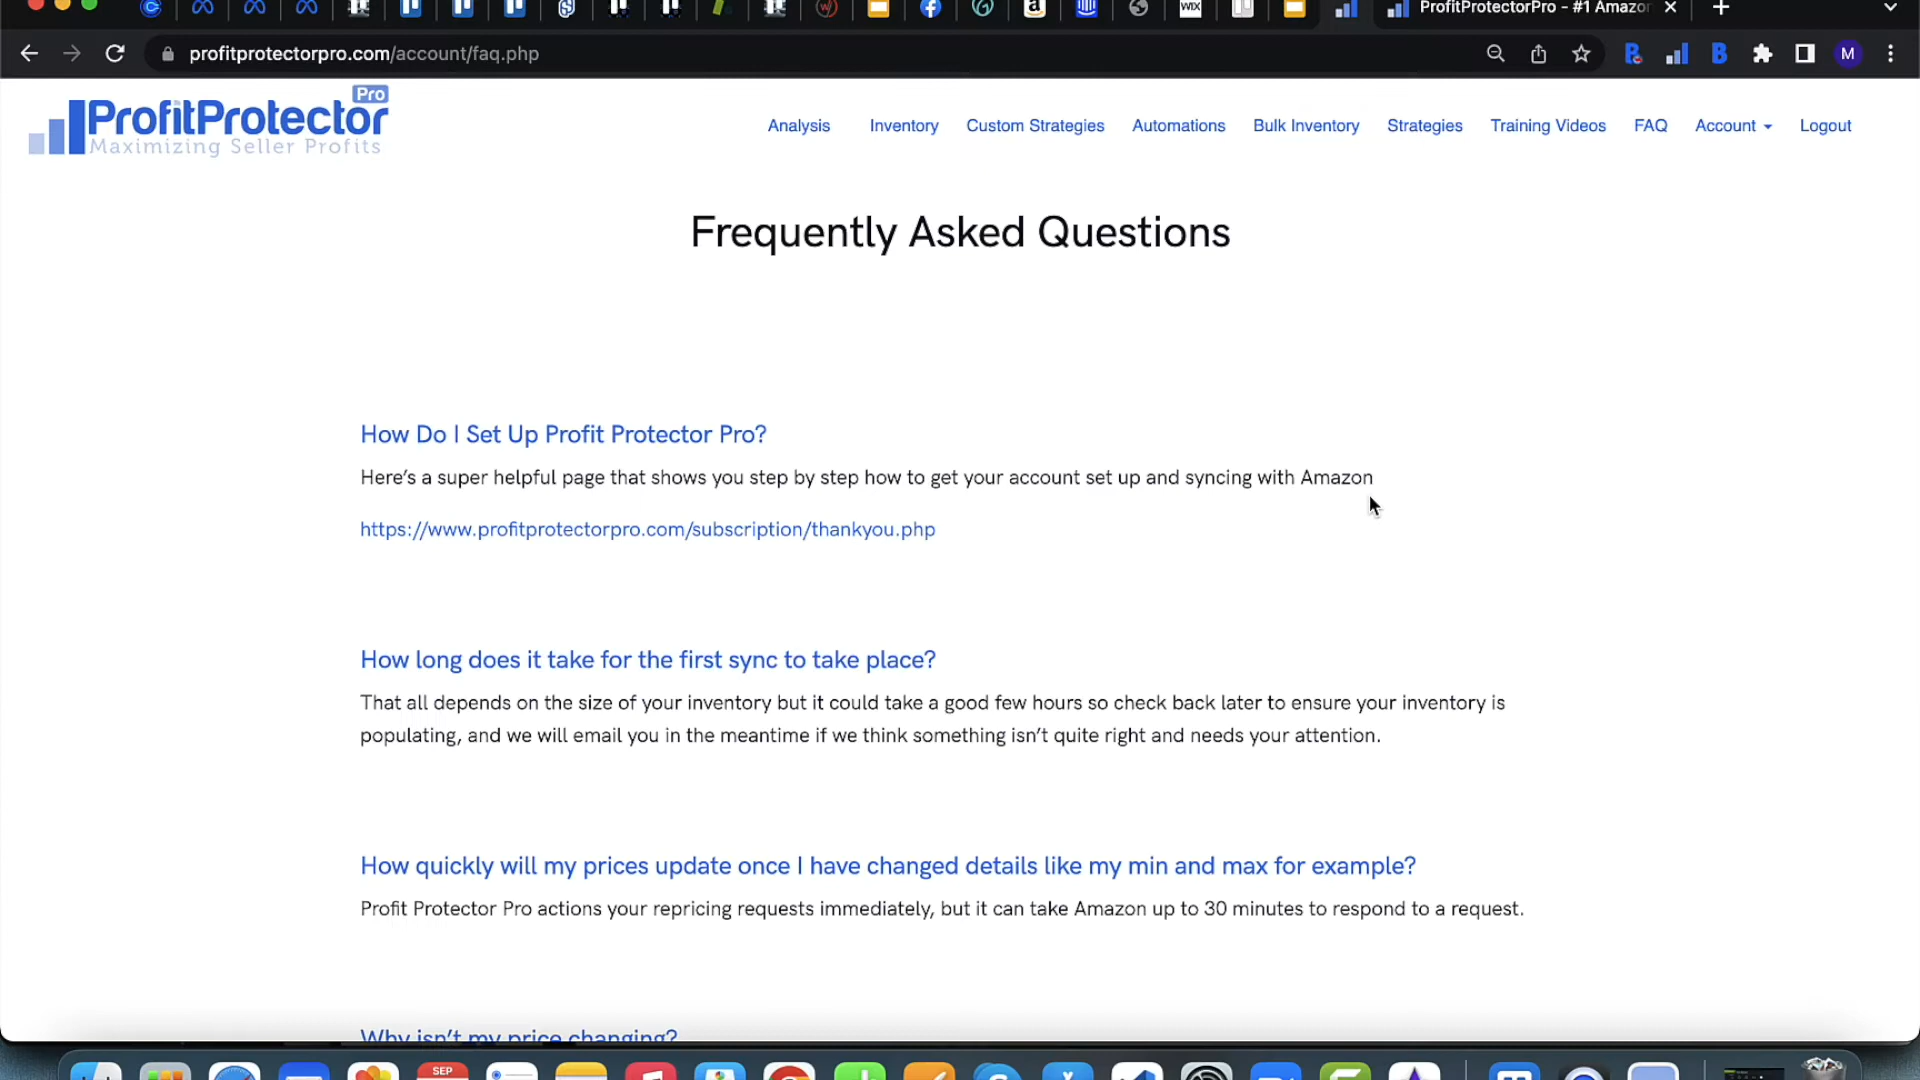 ProfitProtectorPro - #1 Amazon
profitprotectorpro.com/account/faq.php
M
ProfitProtector Pro
Maximizing Seller Profits
Analysis Inventory Custom Strategies Automations Bulk Inventory Strategies Training Videos FAQ Account Logout
Frequently Asked Questions
How Do I Set Up Profit Protector Pro?
Here’s a super helpful page that shows you step by step how to get your account set up and syncing with Amazon
https://www.profitprotectorpro.com/subscription/thankyou.php
How long does it take for the first sync to take place?
That all depends on the size of your inventory but it could take a good few hours so check back later to ensure your inventory is
populating, and we will email you in the meantime if we think something isn’t quite right and needs your attention.
How quickly will my prices update once I have changed details like my min and max for example?
Profit Protector Pro actions your repricing requests immediately, but it can take Amazon up to 30 minutes to respond to a request.
Why isn’t my price changing?
SEP